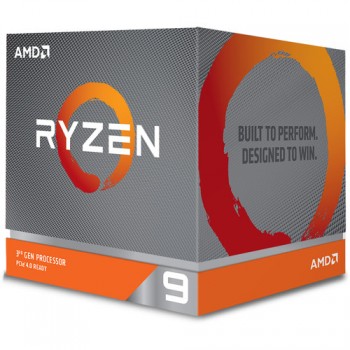 AMD
RYZEN
BUILT TO PERFORM.
DESIGNED TO WIN.
3rd GEN PROCESSOR
PCIe 4.0 READY
9
AMD